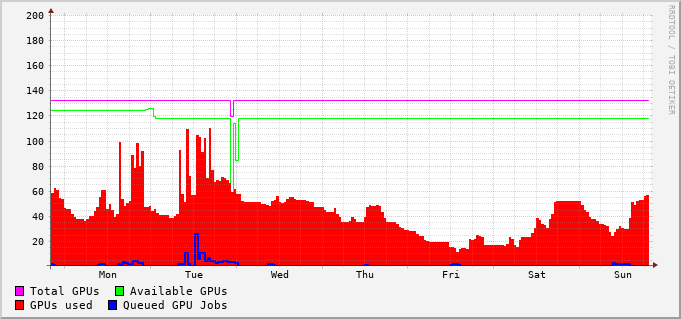 200
180
160
140
120
100
80
60
40
20
Mon Tue Wed Thu Fri Sat Sun
Total GPUs Available GPUs
GPUs used Queued GPU Jobs
RRDTOOL / TOBI OETIKER